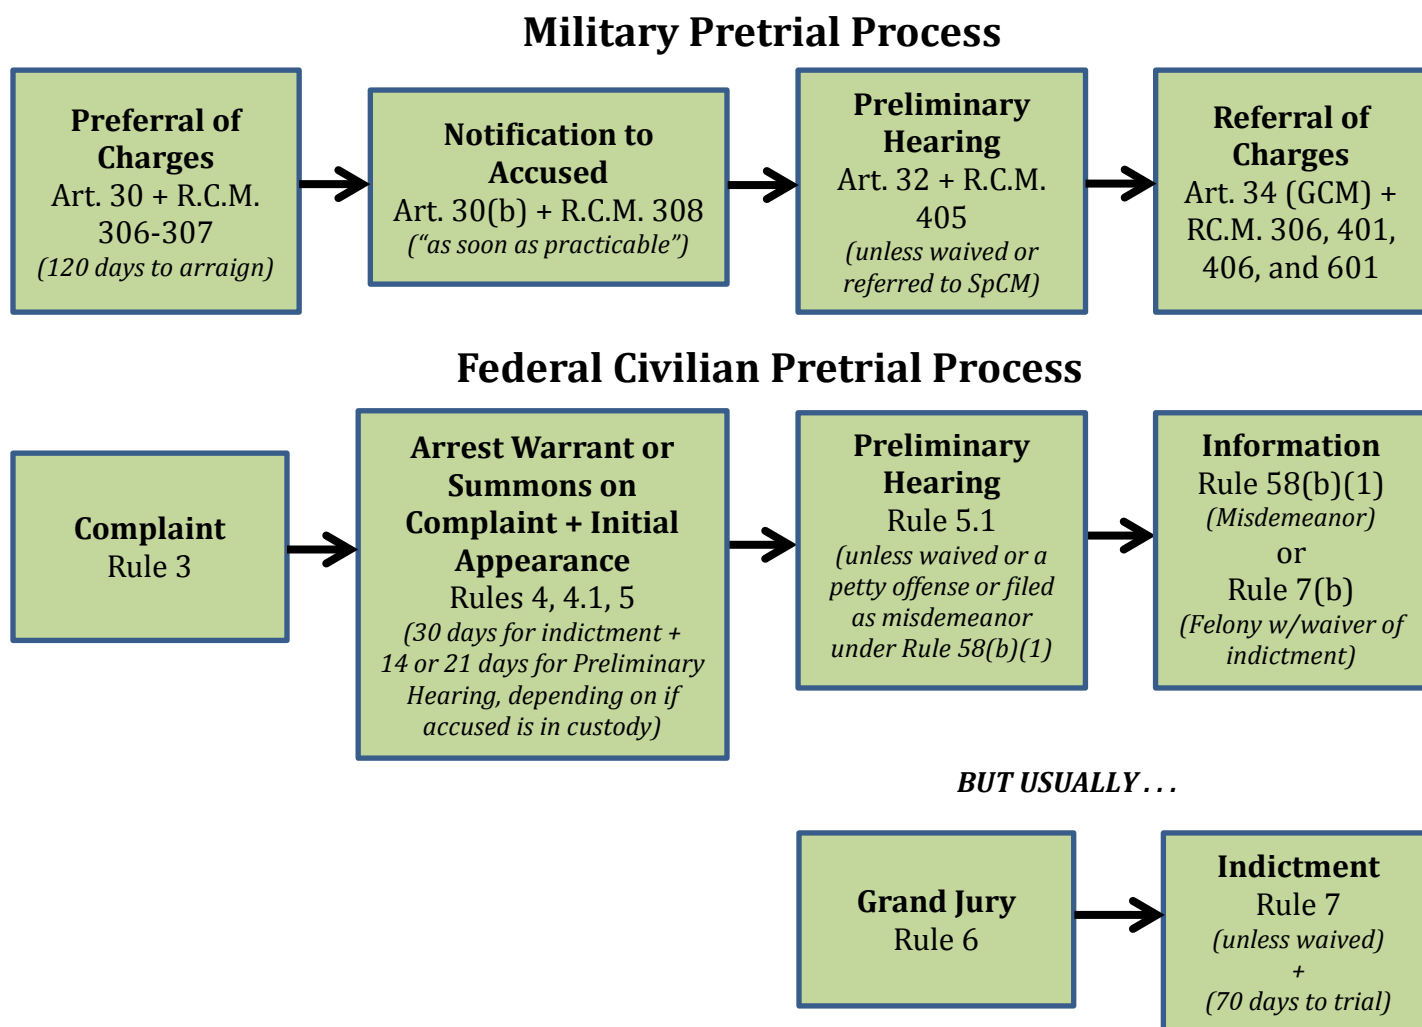 Military Pretrial Process
Preferral of
Charges
Art. 30 + R.C.M.
306-307
(120 days to arraign)
Notification to
Accused
Art. 30(b) + R.C.M. 308
(“as soon as practicable”)
Preliminary
Hearing
Art. 32 + R.C.M.
405
(unless waived or
referred to SpCM)
Referral of
Charges
Art. 34 (GCM) +
RC.M. 306, 401,
406, and 601
Federal Civilian Pretrial Process
Complaint
Rule 3
Arrest Warrant or
Summons on
Complaint + Initial
Appearance
Rules 4, 4.1, 5
(30 days for indictment +
14 or 21 days for Preliminary
Hearing, depending on if
accused is in custody)
Preliminary
Hearing
Rule 5.1
(unless waived or a
petty offense or filed
as misdemeanor
under Rule 58(b)(1)
Information
Rule 58(b)(1)
(Misdemeanor)
or
Rule 7(b)
(Felony w/waiver of
indictment)
BUT USUALLY . . .
Grand Jury
Rule 6
Indictment
Rule 7
(unless waived)
+
(70 days to trial)